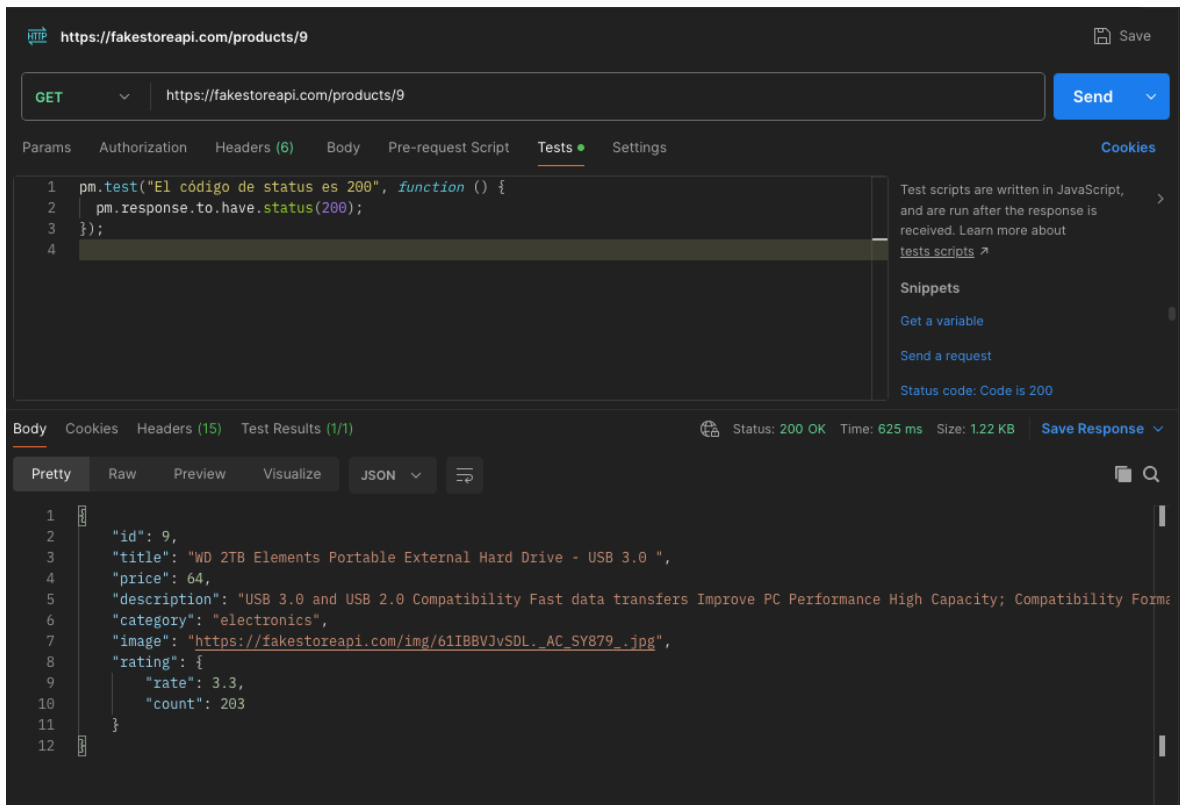 HTTP https://fakestoreapi.com/products/9 Save
GET https://fakestoreapi.com/products/9 Send
Params Authorization Headers (6) Body Pre-request Script Tests Settings Cookies
1 pm.test("El código de status es 200", function () {
2 pm.response.to.have.status(200);
3 });
4
Test scripts are written in JavaScript,
and are run after the response is
received. Learn more about
tests scripts ↗
Snippets
Get a variable
Send a request
Status code: Code is 200
Body Cookies Headers (15) Test Results (1/1) Status: 200 OK Time: 625 ms Size: 1.22 KB Save Response
Pretty Raw Preview Visualize JSON
1 {
2 "id": 9,
3 "title": "WD 2TB Elements Portable External Hard Drive - USB 3.0 ",
4 "price": 64,
5 "description": "USB 3.0 and USB 2.0 Compatibility Fast data transfers Improve PC Performance High Capacity; Compatibility Forma
6 "category": "electronics",
7 "image": "https://fakestoreapi.com/img/61IBBVJvSDL._AC_SY879_.jpg",
8 "rating": {
9 "rate": 3.3,
10 "count": 203
11 }
12 }